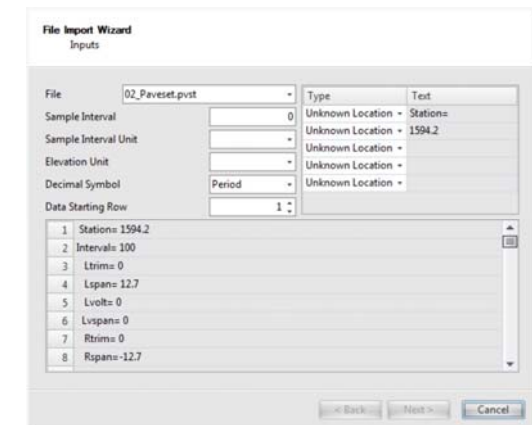 File Import Wizard
Inputs
File 02_Paveset.pvst
Sample Interval 0
Sample Interval Unit
Elevation Unit
Decimal Symbol Period
Data Starting Row 1
Type Text
Unknown Location Station=
Unknown Location 1594.2
Unknown Location
Unknown Location
Unknown Location
1 Station= 1594.2
2 Interval= 100
3 Ltrim= 0
4 Lspan= 12.7
5 Lvolt= 0
6 Lvspan= 0
7 Rtrim= 0
8 Rspan=-12.7
< Back Next > Cancel